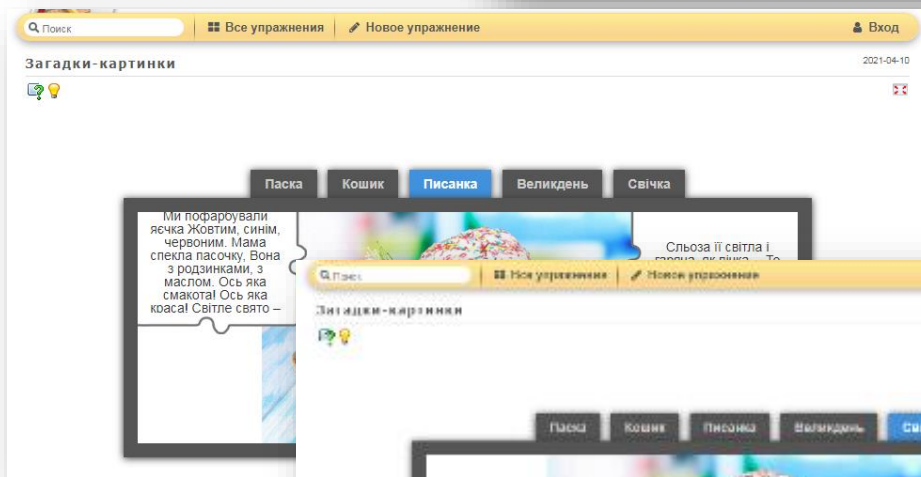 Поиск
Все упражнения
Новое упражнение
Вход
Загадки-картинки
2021-04-10
Паска
Кошик
Писанка
Великдень
Свічка
Ми пофарбували
яєчка Жовтим, синім,
червоним. Мама
спекла пасочку, Вона
з родзинками, з
маслом. Ось яка
смакота! Ось яка
краса! Світле свято –
Сльоза її світла і
Поиск
Все упражнения
Новое упражнение
Загадки-картинки
Паска
Кошик
Писанка
Великдень